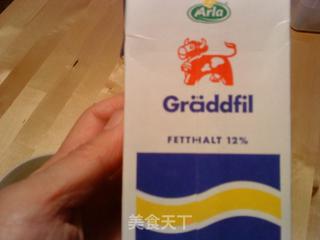 Arla
Gräddfil
FETTHALT 12%
美食天下